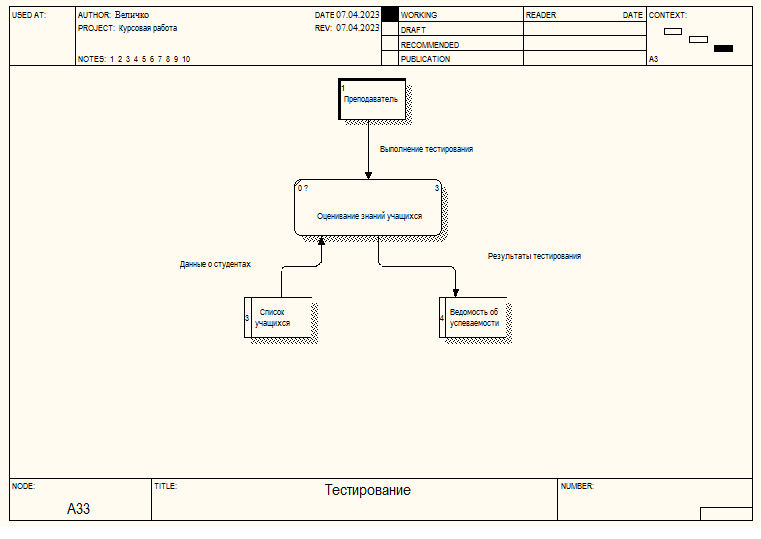 USED AT:
AUTHOR: Величко
DATE: 07.04.2023
WORKING
READER
DATE
CONTEXT:
PROJECT: Курсовая работа
REV: 07.04.2023
DRAFT
RECOMMENDED
NOTES: 1 2 3 4 5 6 7 8 9 10
PUBLICATION
A3
1
Преподаватель
Выполнение тестирования
0 ?
3
Оценивание знаний учащихся
Данные о студентах
Результаты тестирования
3
Список
учащихся
4
Ведомость об
успеваемости
NODE:
TITLE:
Тестирование
NUMBER:
A33